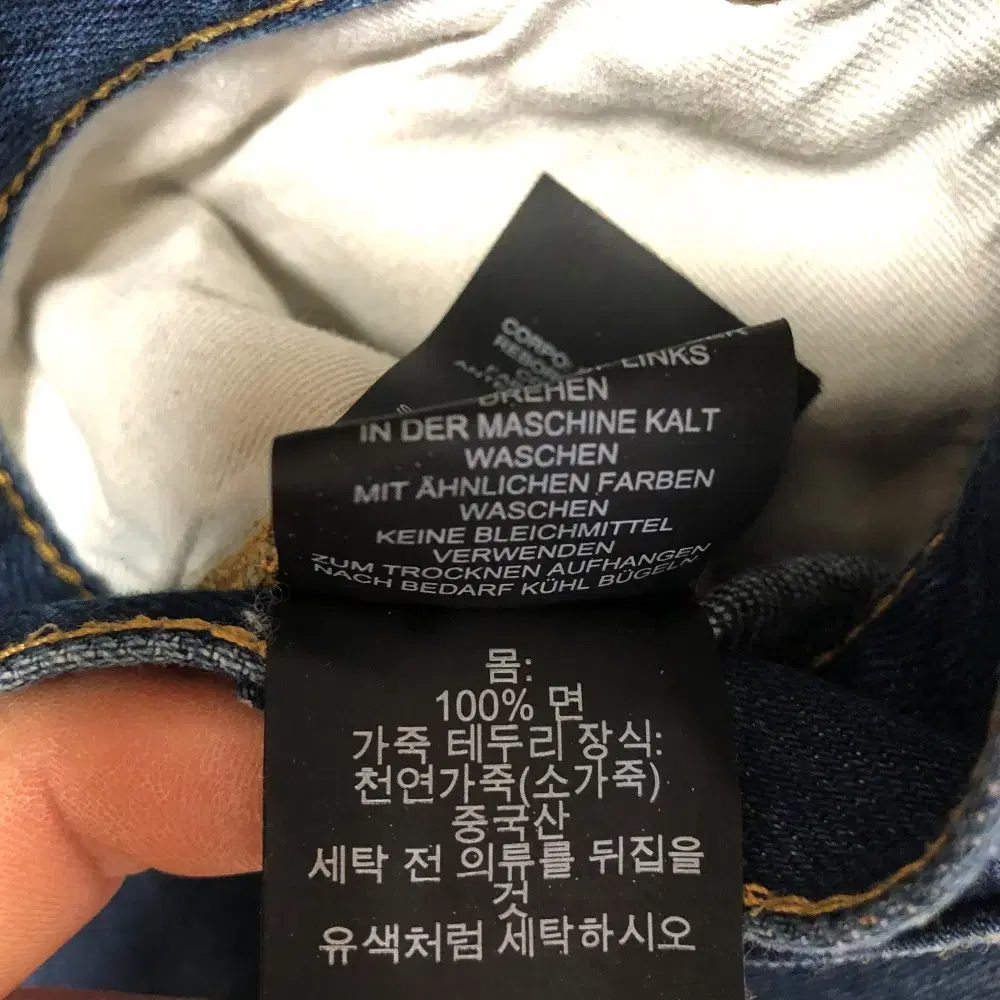 CORPO
REBO
LINKS
DREHEN
IN DER MASCHINE KALT
WASCHEN
MIT ÄHNLICHEN FARBEN
WASCHEN
KEINE BLEICHMITTEL
VERWENDEN
ZUM TROCKNEN AUFHANGEN
NACH BEDARF KÜHL BÜGELN
몸:
100% 면
가죽 테두리 장식:
천연가죽(소가죽)
중국산
세탁 전 의류를 뒤집을
것
유색처럼 세탁하시오